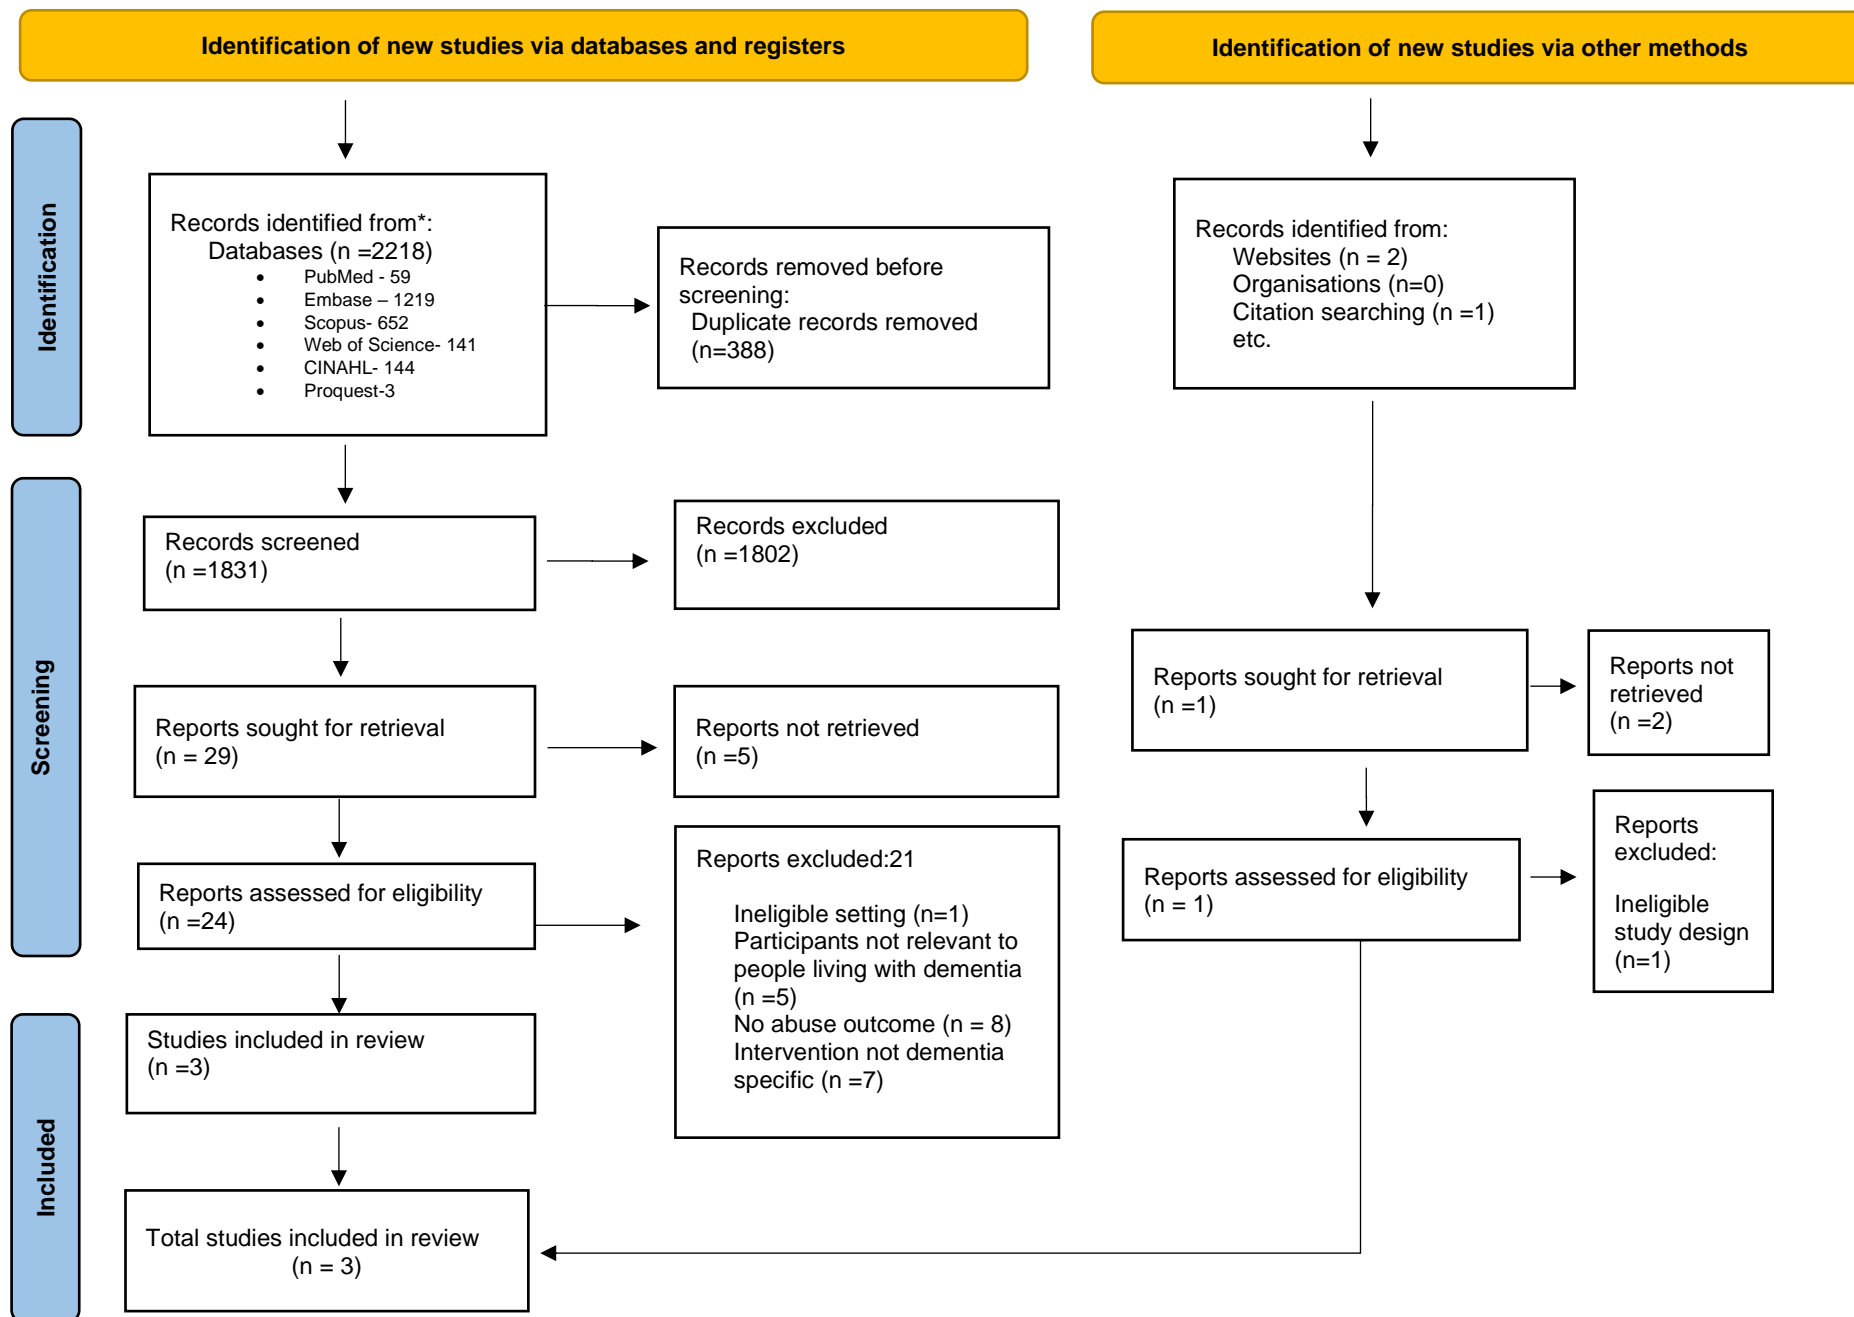 Identification of new studies via databases and registers
Identification of new studies via other methods
Identification
Records identified from*:
Databases (n =2218)
• PubMed - 59
• Embase – 1219
• Scopus- 652
• Web of Science- 141
• CINAHL- 144
• Proquest-3
Records removed before
screening:
Duplicate records removed
(n=388)
Records identified from:
Websites (n = 2)
Organisations (n=0)
Citation searching (n =1)
etc.
Screening
Records screened
(n =1831)
Records excluded
(n =1802)
Reports sought for retrieval
(n = 29)
Reports not retrieved
(n =5)
Reports sought for retrieval
(n =1)
Reports not
retrieved
(n =2)
Reports assessed for eligibility
(n =24)
Reports excluded:21
Ineligible setting (n=1)
Participants not relevant to
people living with dementia
(n =5)
No abuse outcome (n = 8)
Intervention not dementia
specific (n =7)
Reports assessed for eligibility
(n = 1)
Reports
excluded:
Ineligible
study design
(n=1)
Included
Studies included in review
(n =3)
Total studies included in review
(n = 3)